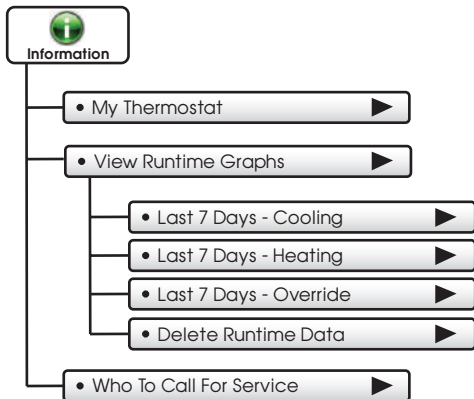 Information
• My Thermostat
• View Runtime Graphs
• Last 7 Days - Cooling
• Last 7 Days - Heating
• Last 7 Days - Override
• Delete Runtime Data
• Who To Call For Service